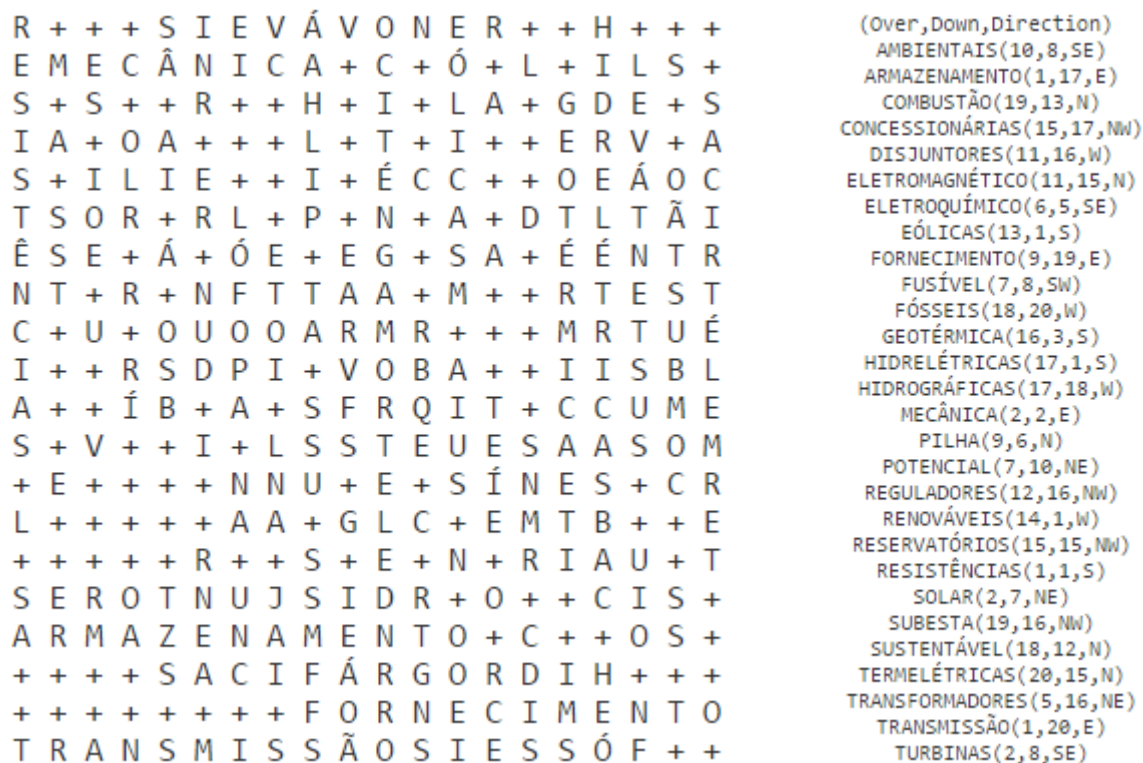 R + + + S I E V Á V O N E R + + H + + +
E M E C Â N I C A + C + Ó + L + I L S +
S + S + + R + + H + I + L A + G D E + S
I A + O A + + + L + T + I + + E R V + A
S + I L I E + + I + É C C + + O E Á O C
T S O R + R L + P + N + A + D T L T Ã I
Ê S E + Á + Ó E + E G + S A + É É N T R
N T + R + N F T T A A + M + + R T E S T
C + U + O U O O A R M R + + + M R T U É
I + + R S D P I + V O B A + + I I S B L
A + + Í B + A + S F R Q I T + C C U M E
S + V + + I + L S S T E U E S A A S O M
+ E + + + + N N U + E + S Í N E S + C R
L + + + + + A A + G L C + E M T B + + E
+ + + + + R + + S + E + N + R I A U + T
S E R O T N U J S I D R + O + + C I S +
A R M A Z E N A M E N T O + C + + O S +
+ + + + S A C I F Á R G O R D I H + + +
+ + + + + + + + F O R N E C I M E N T O
T R A N S M I S S Ã O S I E S S Ó F + +
(Over,Down,Direction)
AMBIENTAIS(10,8,SE)
ARMAZENAMENTO(1,17,E)
COMBUSTÃO(19,13,N)
CONCESSIONÁRIAS(15,17,NW)
DISJUNTORES(11,16,W)
ELETROMAGNÉTICO(11,15,N)
ELETROQUÍMICO(6,5,SE)
EÓLICAS(13,1,S)
FORNECIMENTO(9,19,E)
FUSÍVEL(7,8,SW)
FÓSSEIS(18,20,W)
GEOTÉRMICA(16,3,S)
HIDRELÉTRICAS(17,1,S)
HIDROGRÁFICAS(17,18,W)
MECÂNICA(2,2,E)
PILHA(9,6,N)
POTENCIAL(7,10,NE)
REGULADORES(12,16,NW)
RENOVÁVEIS(14,1,W)
RESERVATÓRIOS(15,15,NW)
RESISTÊNCIAS(1,1,S)
SOLAR(2,7,NE)
SUBESTA(19,16,NW)
SUSTENTÁVEL(18,12,N)
TERMELÉTRICAS(20,15,N)
TRANSFORMADORES(5,16,NE)
TRANSMISSÃO(1,20,E)
TURBINAS(2,8,SE)